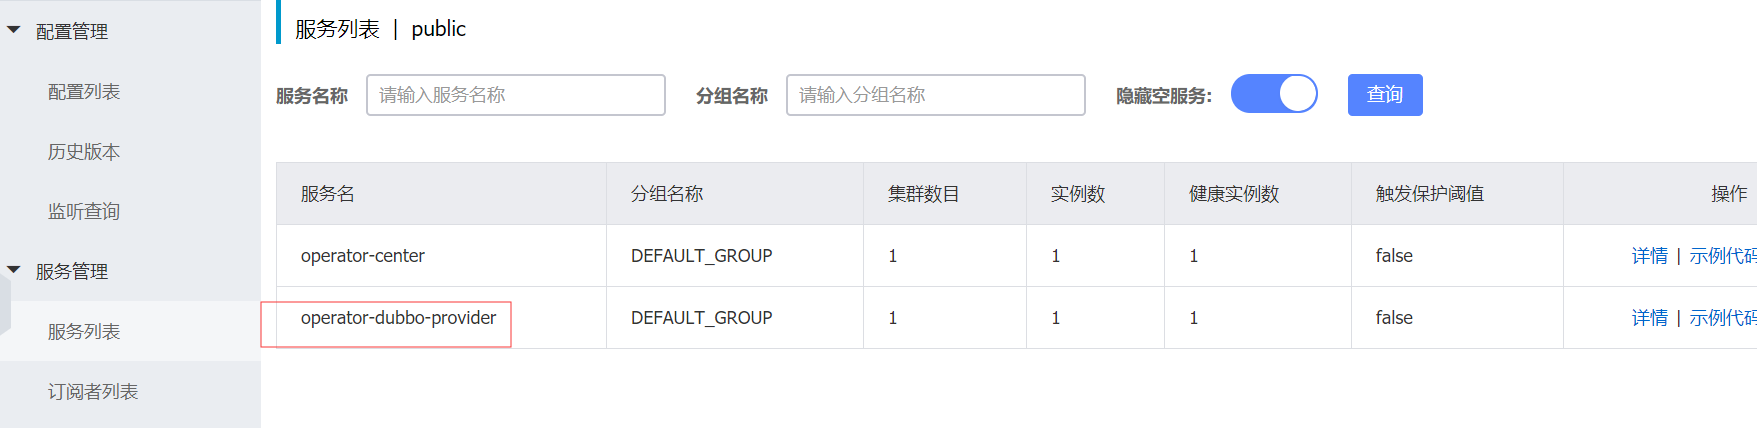 配置管理
配置列表
历史版本
监听查询
服务管理
服务列表
订阅者列表
服务列表 | public
服务名称 请输入服务名称 分组名称 请输入分组名称 隐藏空服务: 查询
服务名 分组名称 集群数目 实例数 健康实例数 触发保护阈值 操作
operator-center DEFAULT_GROUP 1 1 1 false 详情 | 示例代码
operator-dubbo-provider DEFAULT_GROUP 1 1 1 false 详情 | 示例代码